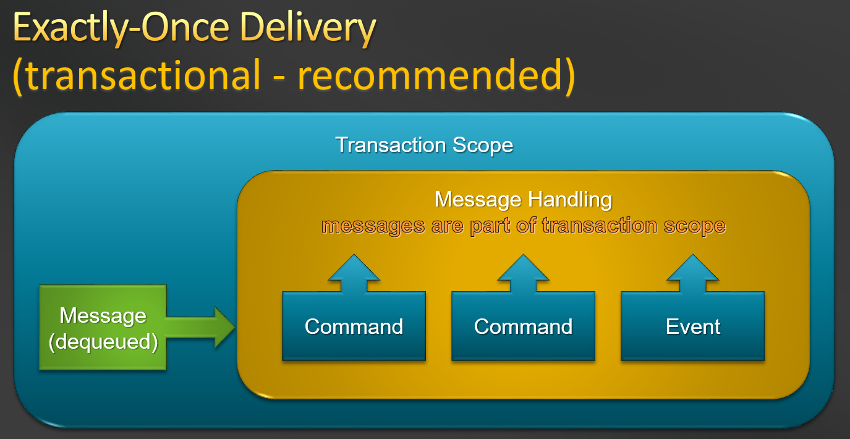 Exactly-Once Delivery
(transactional - recommended)
Transaction Scope
Message Handling
messages are part of transaction scope
Message
(dequeued)
Command
Command
Event